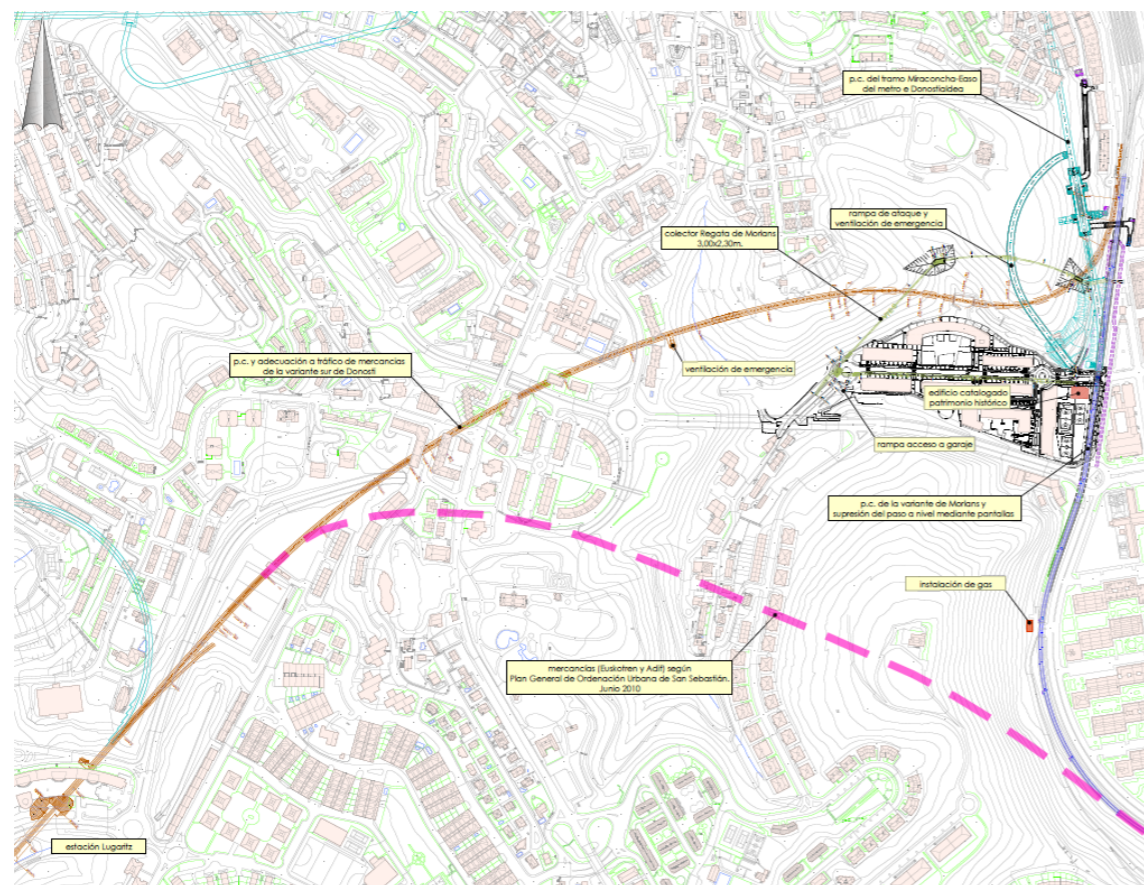 p.c. del tramo Miraconcha-Easo
del metro e Donostialdea
rampa de ataque y
ventilación de emergencia
colector Regata de Morlans
3,00x2,30m.
p.c. y adecuación a tráfico de mercancías
de la variante sur de Donosti
ventilación de emergencia
edificio catalogado
patrimonio histórico
rampa acceso a garaje
p.c. de la variante de Morlans y
supresión del paso a nivel mediante pantallas
instalación de gas
mercancías (Euskotren y Adif) según
Plan General de Ordenación Urbana de San Sebastián.
Junio 2010
estación Lugaritz